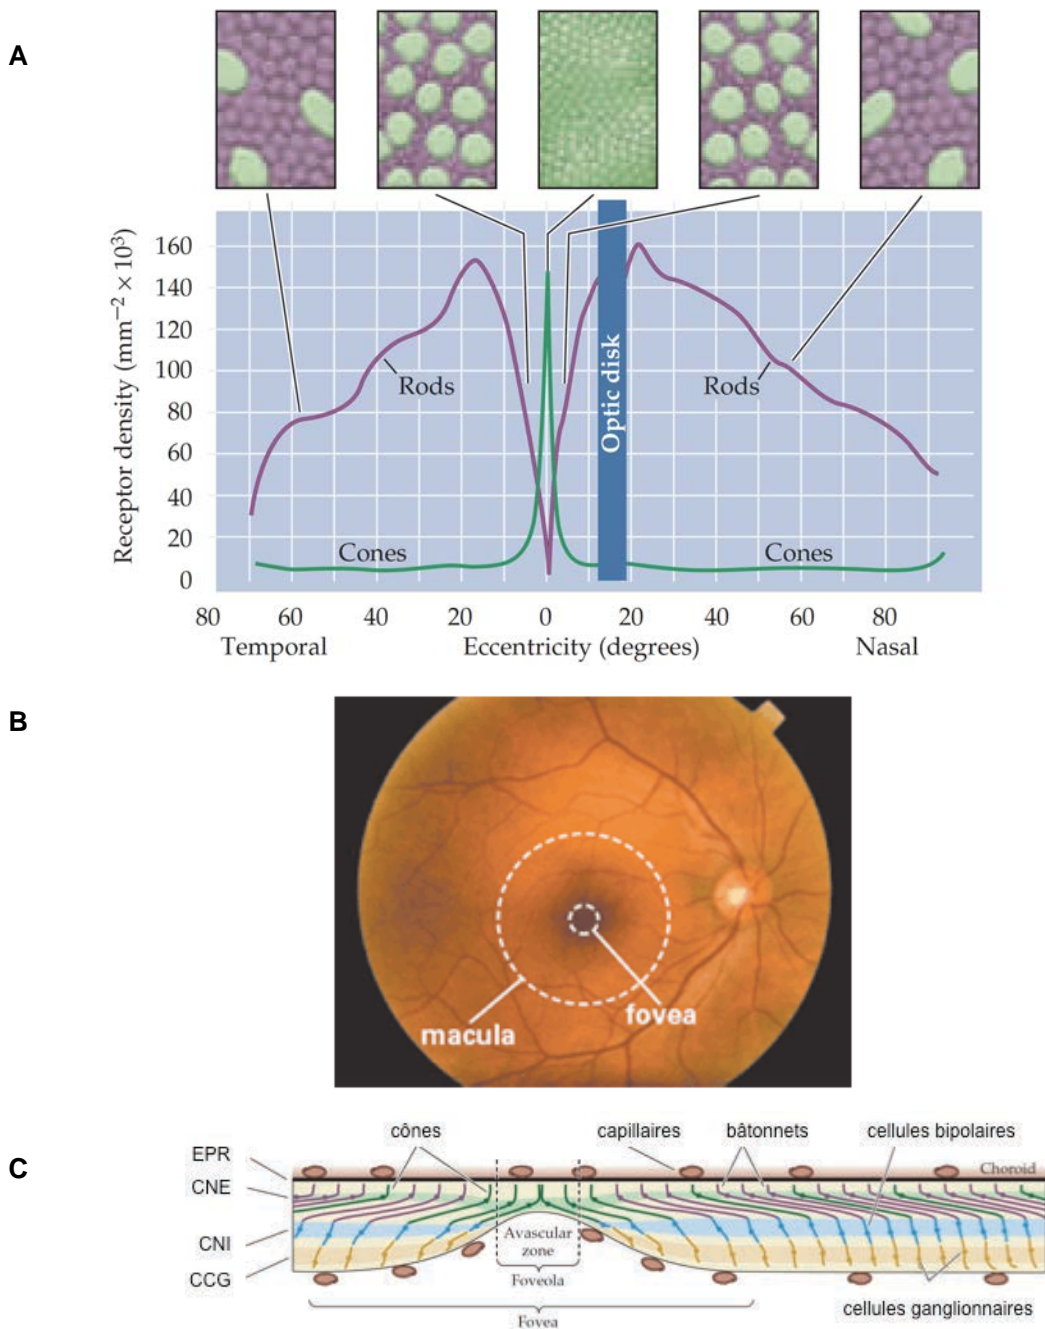 A
160
140
120
100
80
60
40
20
0
Receptor density (mm⁻² × 10³)
Rods
Rods
Optic disk
Cones
Cones
80 60 40 20 0 20 40 60 80
Temporal Eccentricity (degrees) Nasal
B
macula
fovea
C
cônes capillaires bâtonnets cellules bipolaires
EPR
Choroid
CNE
CNI
Avascular
zone
CCG
Foveola
cellules ganglionnaires
Fovea